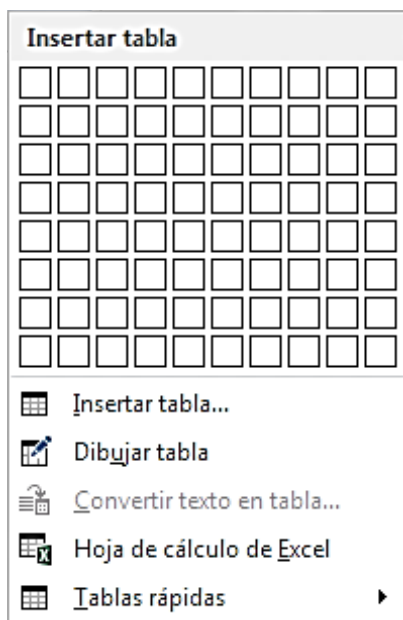 Insertar tabla
Insertar tabla...
Dibujar tabla
Convertir texto en tabla...
Hoja de cálculo de Excel
Tablas rápidas